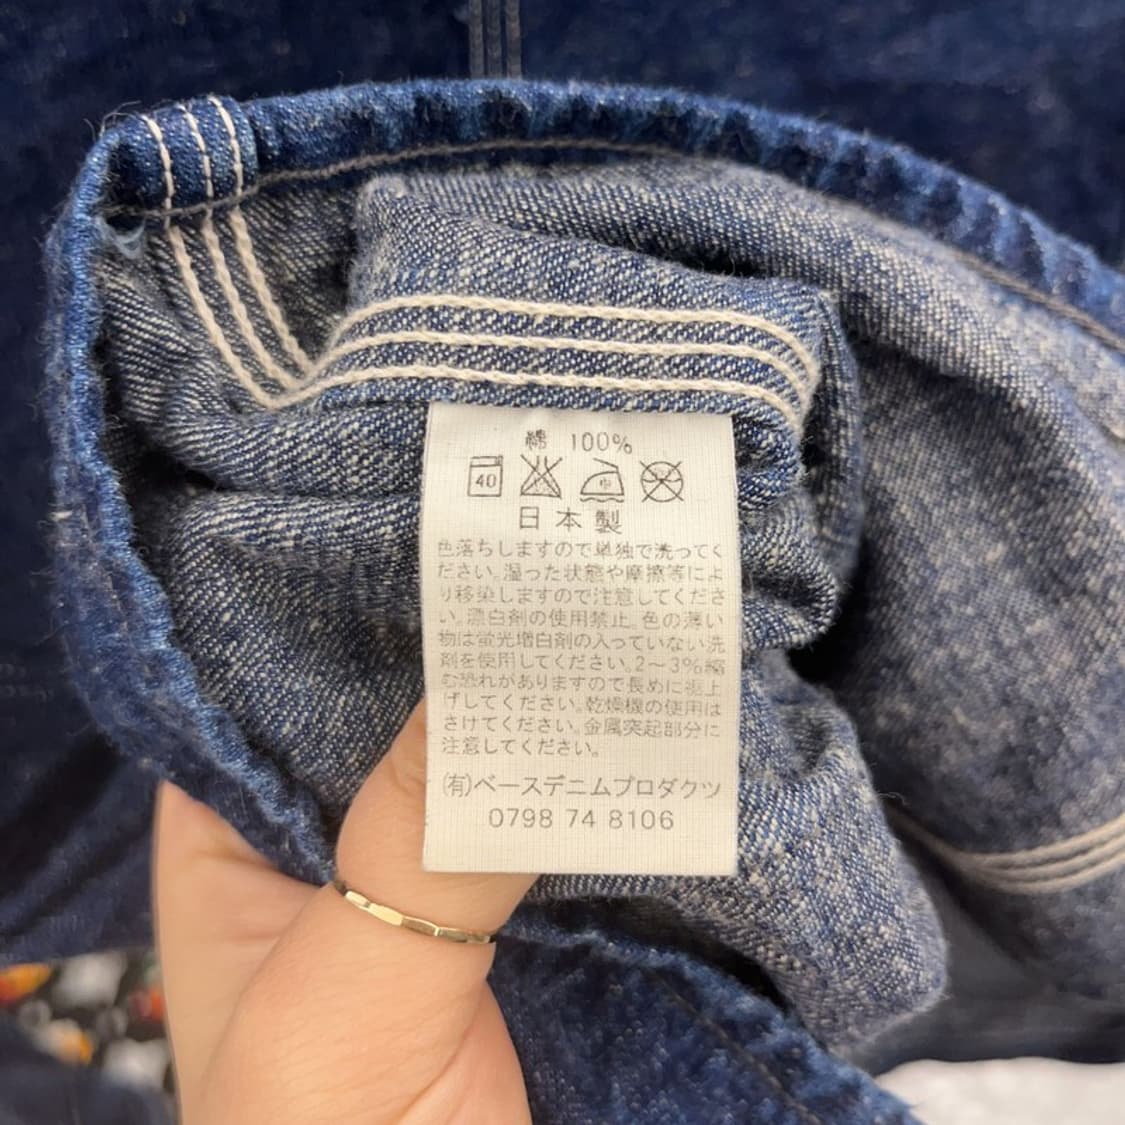 綿 100%
40
中
日本製
色落ちしますので単独で洗ってく
ださい。湿った状態や摩擦等によ
り移染しますので注意してくださ
い。漂白剤の使用禁止。色の薄い
物は蛍光増白剤の入っていない洗
剤を使用してください。2～3％縮
む恐れがありますので長めに裾上
げしてください。乾燥機の使用は
さけてください。金属突起部分に
注意してください。
(有)ベースデニムプロダクツ
0798 74 8106